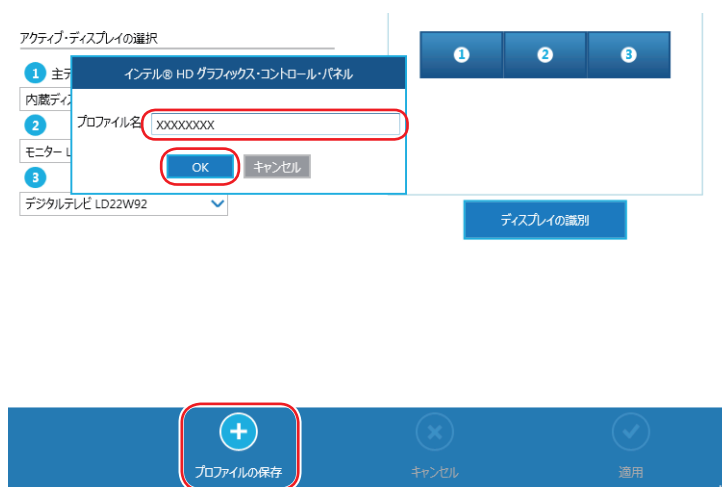 アクティブ・ディスプレイの選択
1 主デ
内蔵ディ
2
モニター L
3
デジタルテレビ LD22W92
インテル® HD グラフィックス・コントロール・パネル
プロファイル名
XXXXXXXX
OK キャンセル
1 2 3
ディスプレイの識別
プロファイルの保存 キャンセル 適用